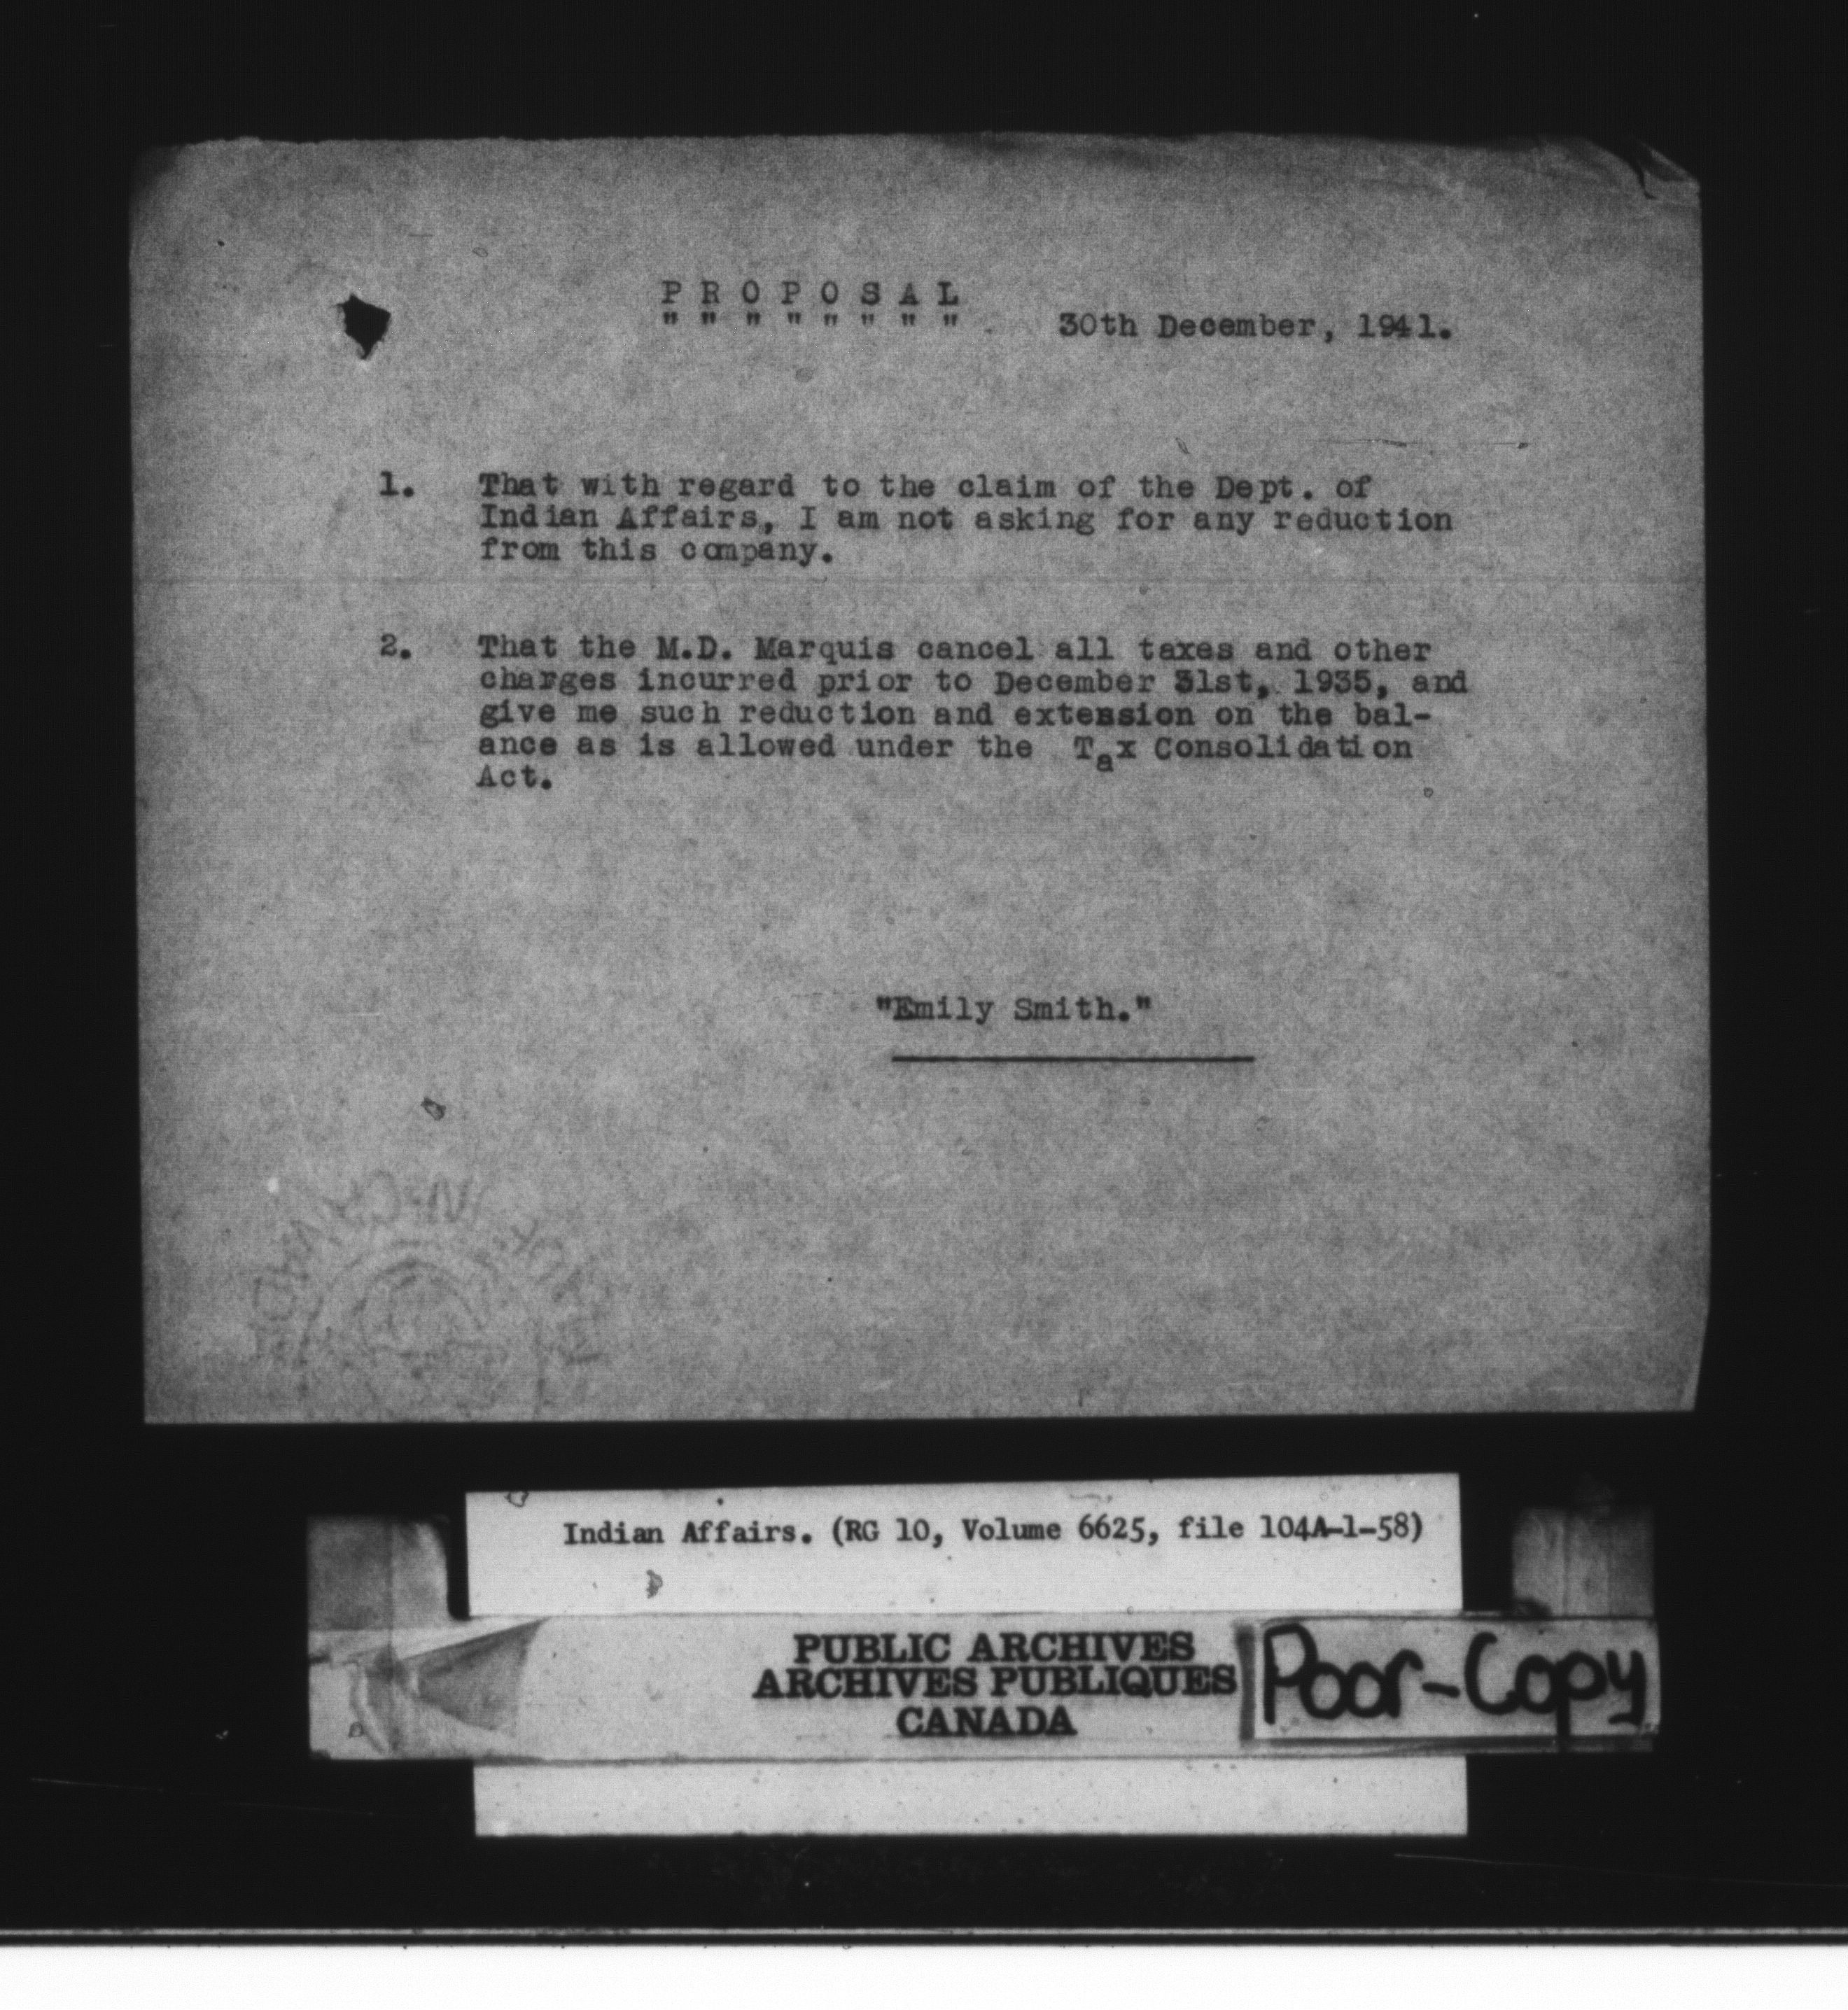 PROPOSAL
" " " " " " " "
30th December, 1941.
1. That with regard to the claim of the Dept. of
Indian Affairs, I am not asking for any reduction
from this company.
2. That the M.D. Marquis cancel all taxes and other
charges incurred prior to December 31st, 1935, and
give me such reduction and extension on the bal-
ance as is allowed under the Tax Consolidation
Act.
"Emily Smith."
Indian Affairs. (RG 10, Volume 6625, file 104A-1-58)
PUBLIC ARCHIVES
ARCHIVES PUBLIQUES
CANADA
Poor-Copy